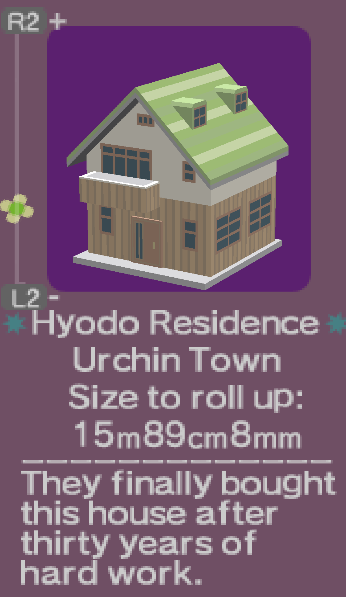 R2 +
L2 -
Hyodo Residence
Urchin Town
Size to roll up:
15m89cm8mm
They finally bought
this house after
thirty years of
hard work.